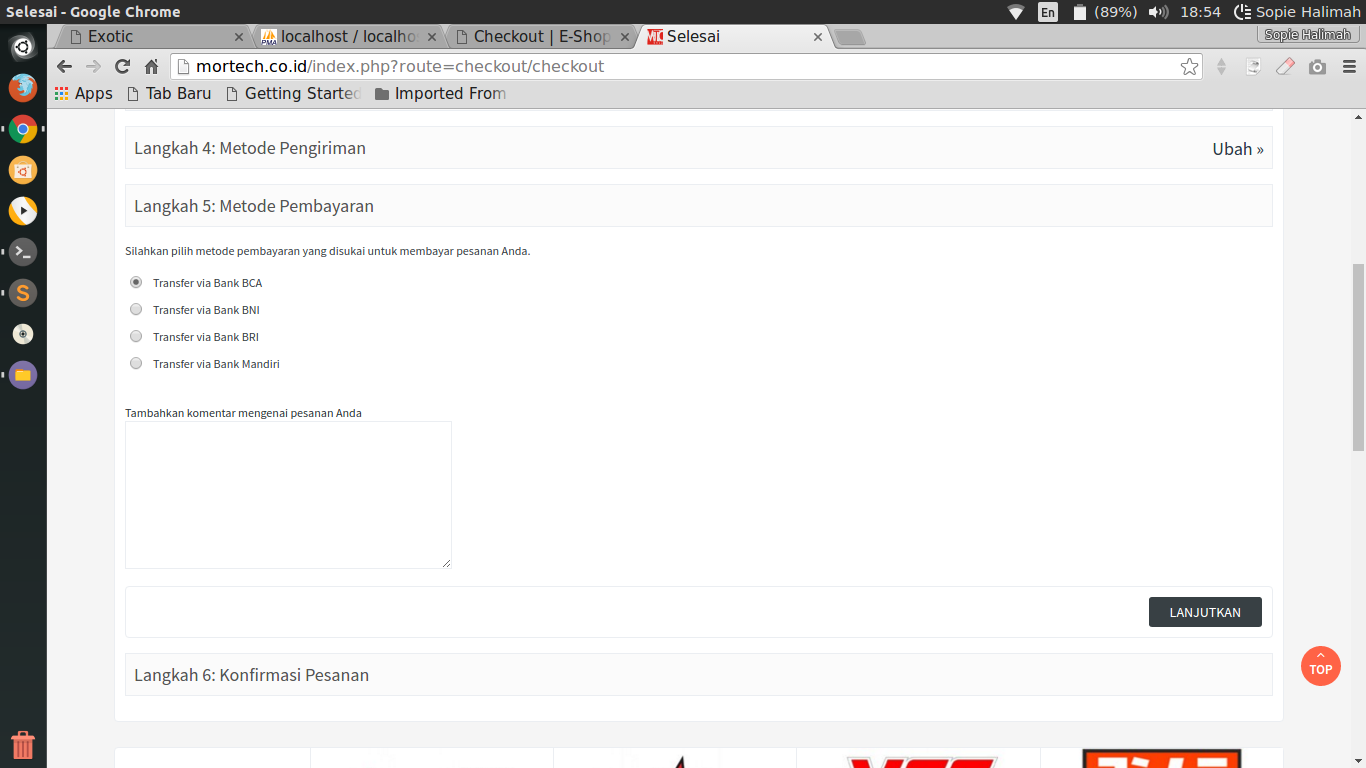 Selesai - Google Chrome
En
(89%)
18:54
Sopie Halimah
Exotic
localhost / localho
Checkout | E-Shop
Selesai
Sopie Halimah
mortech.co.id/index.php?route=checkout/checkout
Apps
Tab Baru
Getting Started
Imported From
Langkah 4: Metode Pengiriman
Ubah »
Langkah 5: Metode Pembayaran
Silahkan pilih metode pembayaran yang disukai untuk membayar pesanan Anda.
Transfer via Bank BCA
Transfer via Bank BNI
Transfer via Bank BRI
Transfer via Bank Mandiri
Tambahkan komentar mengenai pesanan Anda
LANJUTKAN
Langkah 6: Konfirmasi Pesanan
TOP